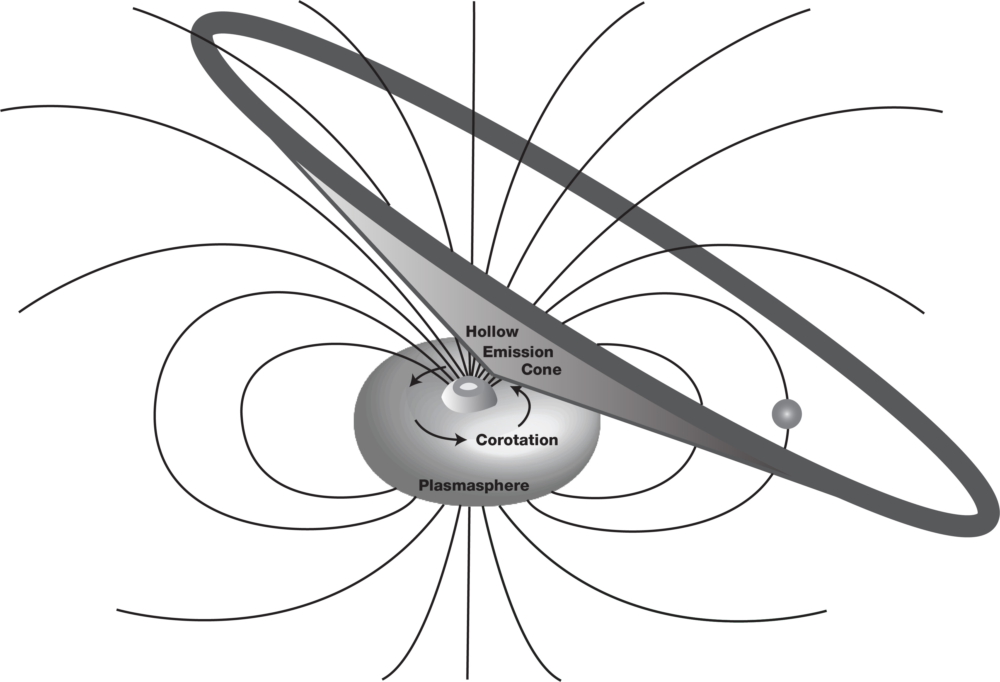 Hollow
Emission
Cone
Corotation
Plasmasphere